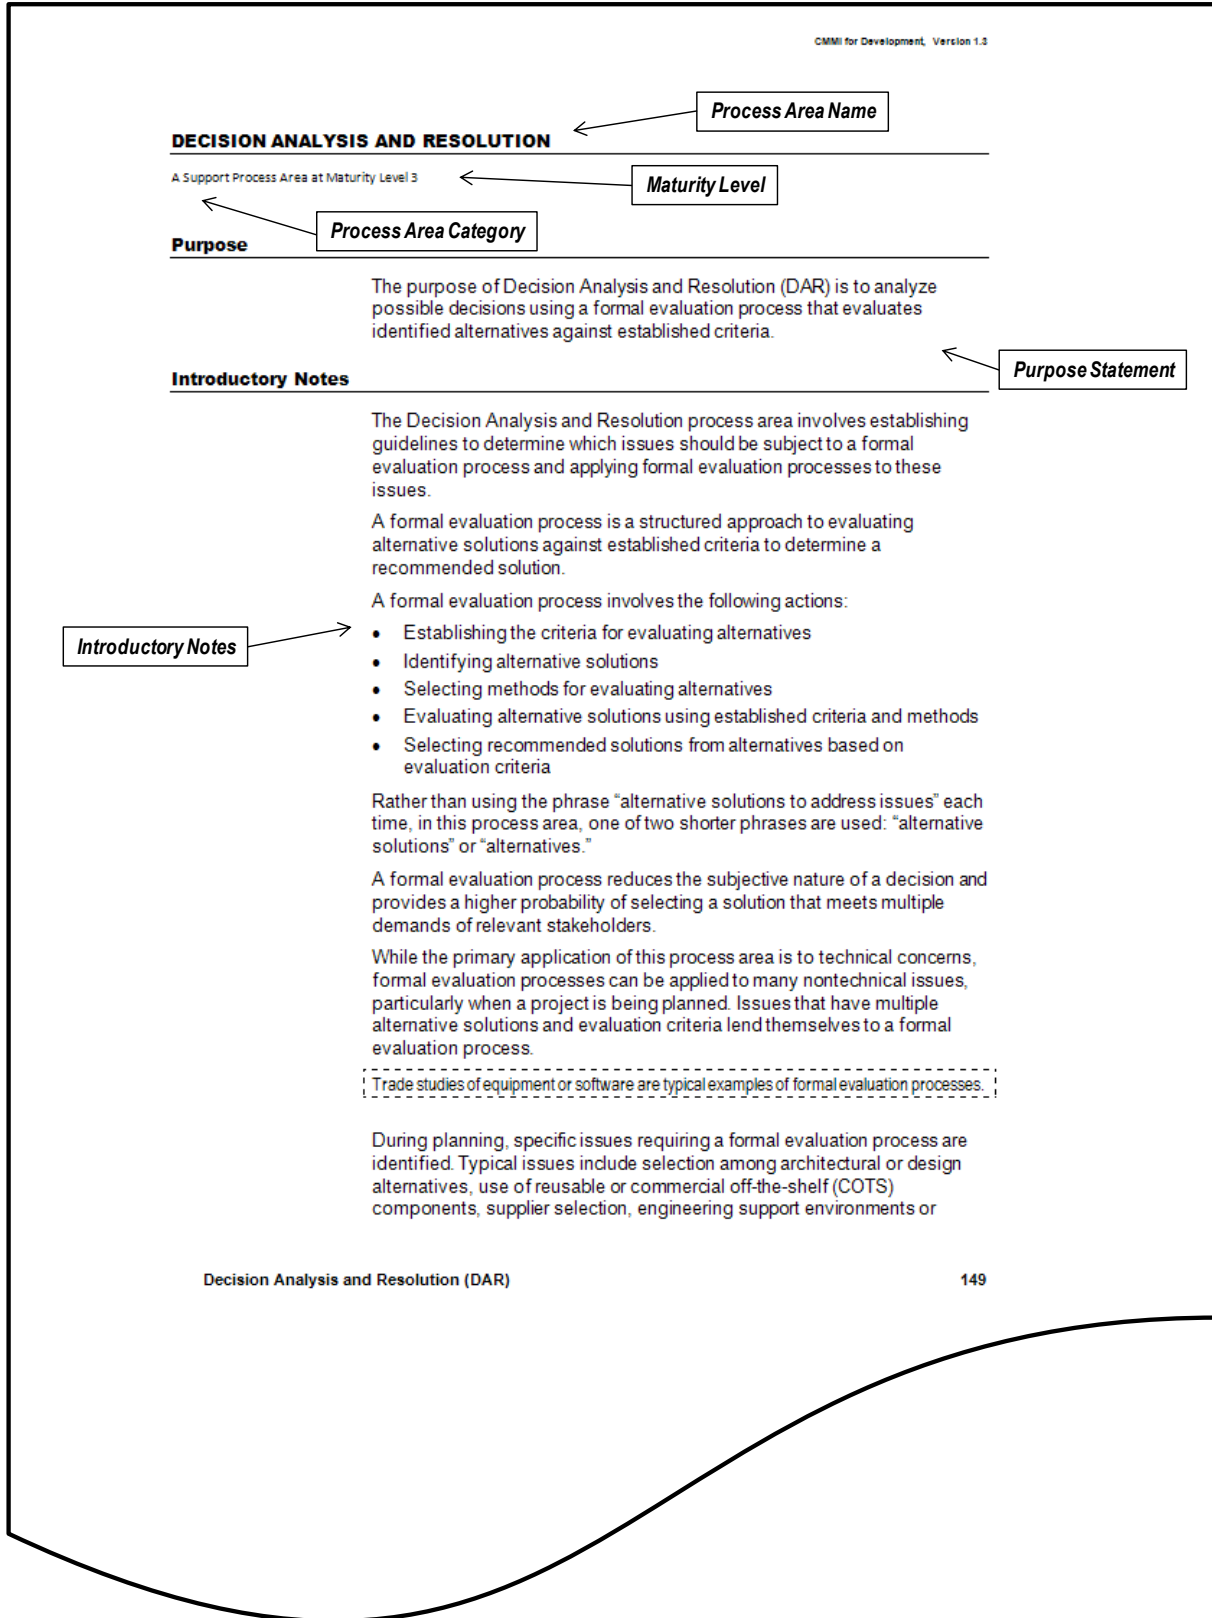 CMMI for Development, Version 1.3
Process Area Name
DECISION ANALYSIS AND RESOLUTION
A Support Process Area at Maturity Level 3
Maturity Level
Process Area Category
Purpose
The purpose of Decision Analysis and Resolution (DAR) is to analyze
possible decisions using a formal evaluation process that evaluates
identified alternatives against established criteria.
Purpose Statement
Introductory Notes
The Decision Analysis and Resolution process area involves establishing
guidelines to determine which issues should be subject to a formal
evaluation process and applying formal evaluation processes to these
issues.
A formal evaluation process is a structured approach to evaluating
alternative solutions against established criteria to determine a
recommended solution.
A formal evaluation process involves the following actions:
Introductory Notes
• Establishing the criteria for evaluating alternatives
• Identifying alternative solutions
• Selecting methods for evaluating alternatives
• Evaluating alternative solutions using established criteria and methods
• Selecting recommended solutions from alternatives based on
evaluation criteria
Rather than using the phrase “alternative solutions to address issues” each
time, in this process area, one of two shorter phrases are used: “alternative
solutions” or “alternatives.”
A formal evaluation process reduces the subjective nature of a decision and
provides a higher probability of selecting a solution that meets multiple
demands of relevant stakeholders.
While the primary application of this process area is to technical concerns,
formal evaluation processes can be applied to many nontechnical issues,
particularly when a project is being planned. Issues that have multiple
alternative solutions and evaluation criteria lend themselves to a formal
evaluation process.
Trade studies of equipment or software are typical examples of formal evaluation processes.
During planning, specific issues requiring a formal evaluation process are
identified. Typical issues include selection among architectural or design
alternatives, use of reusable or commercial off-the-shelf (COTS)
components, supplier selection, engineering support environments or
Decision Analysis and Resolution (DAR) 149